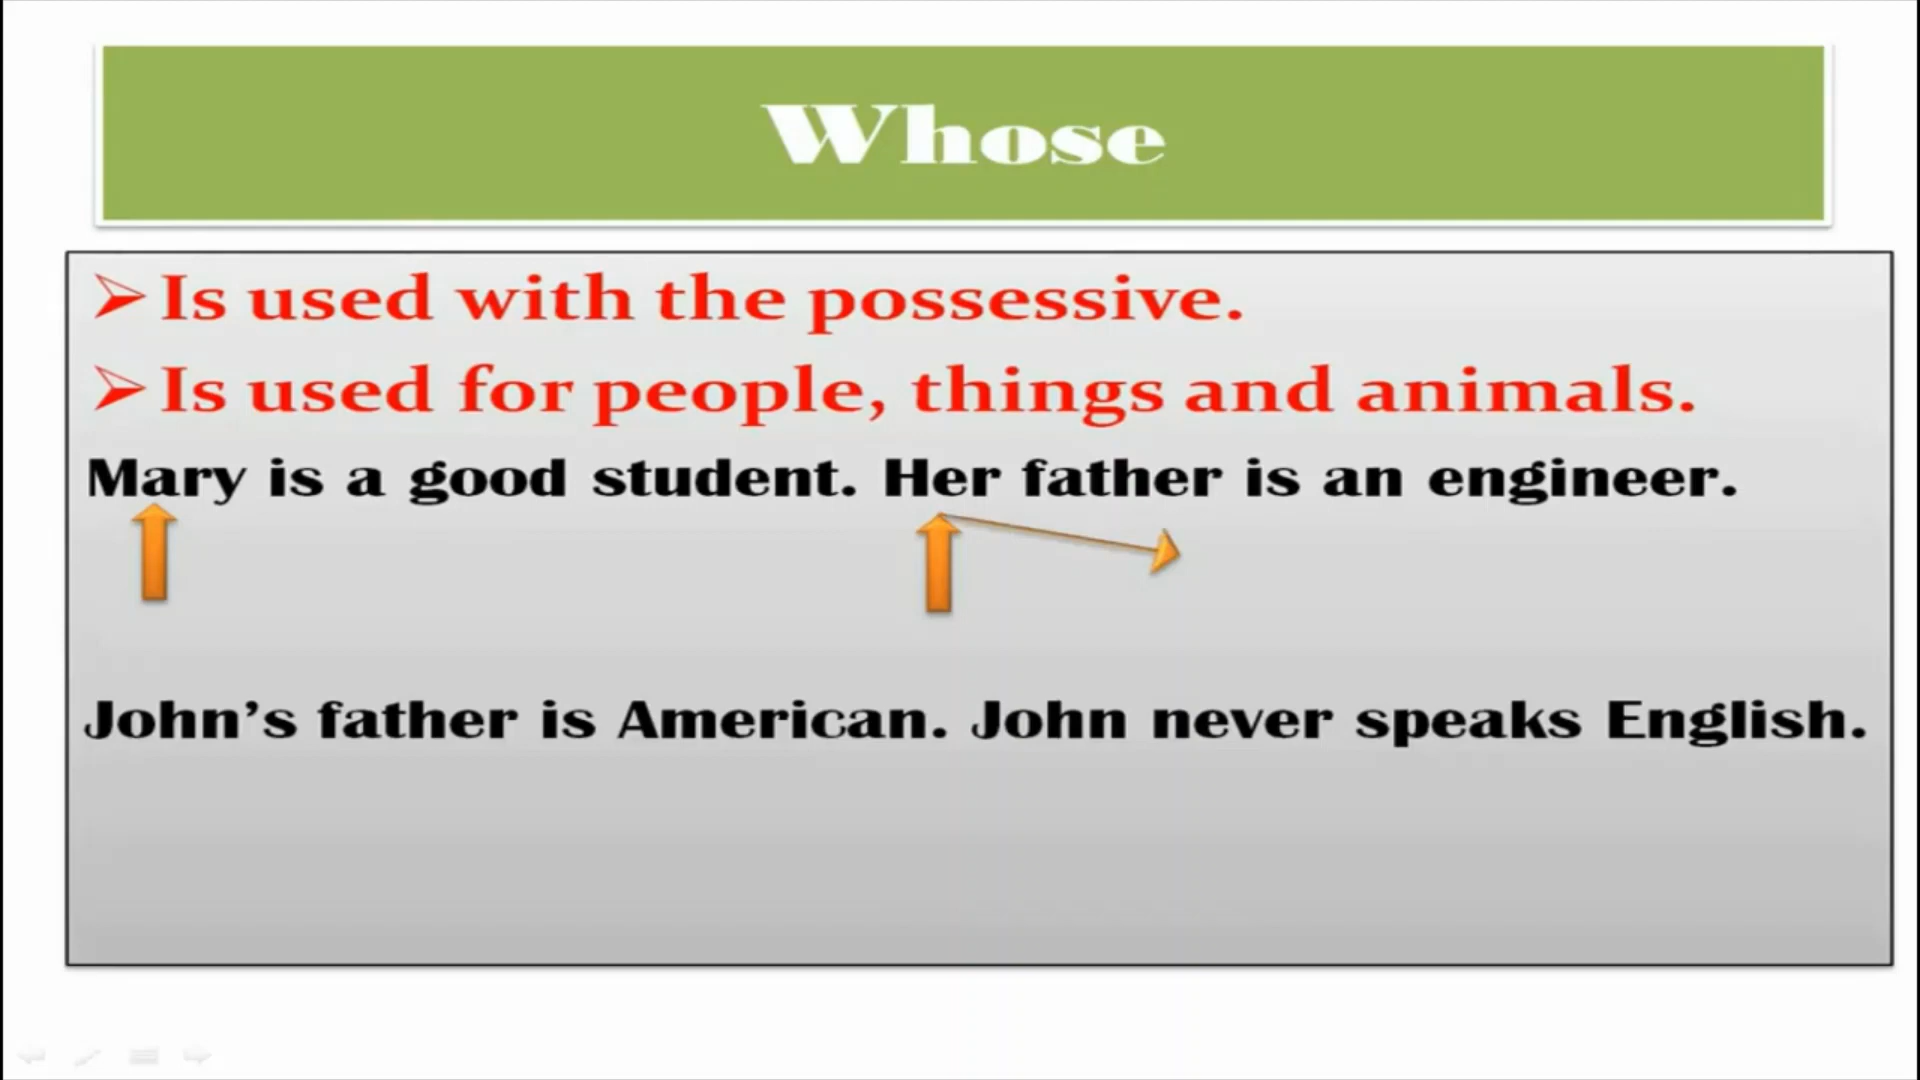 Whose
Is used with the possessive.
Is used for people, things and animals.
Mary is a good student. Her father is an engineer.
John’s father is American. John never speaks English.